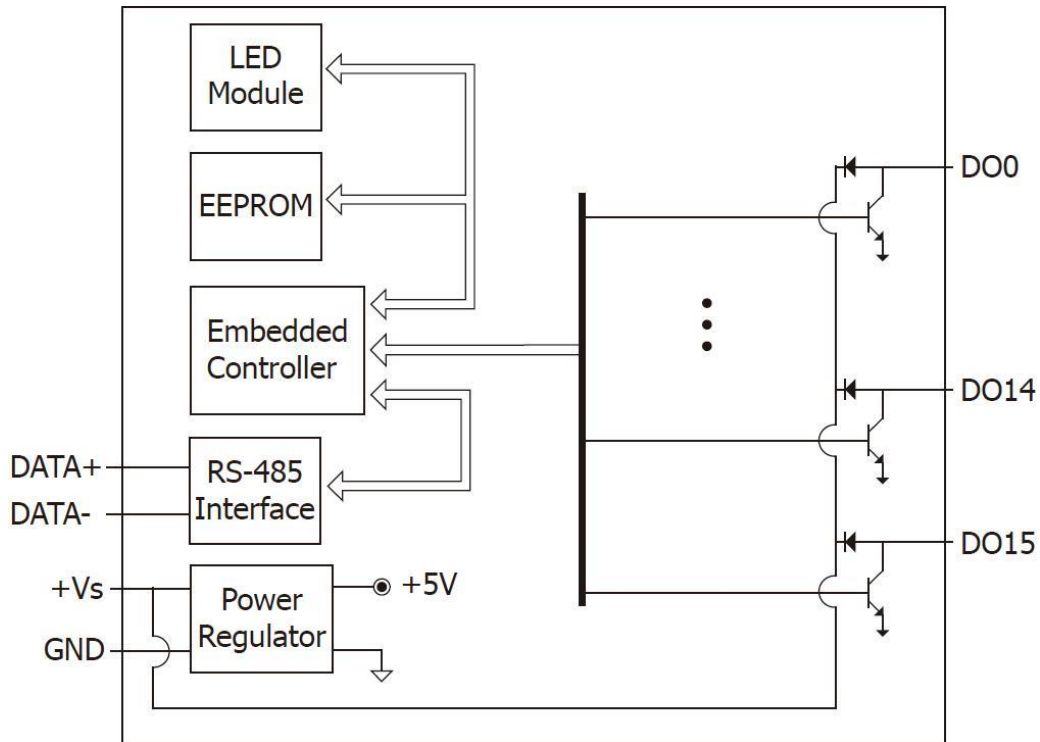 LED
Module
EEPROM
Embedded
Controller
DATA+
DATA-
RS-485
Interface
+Vs
GND
Power
Regulator
+5V
DO0
DO14
DO15